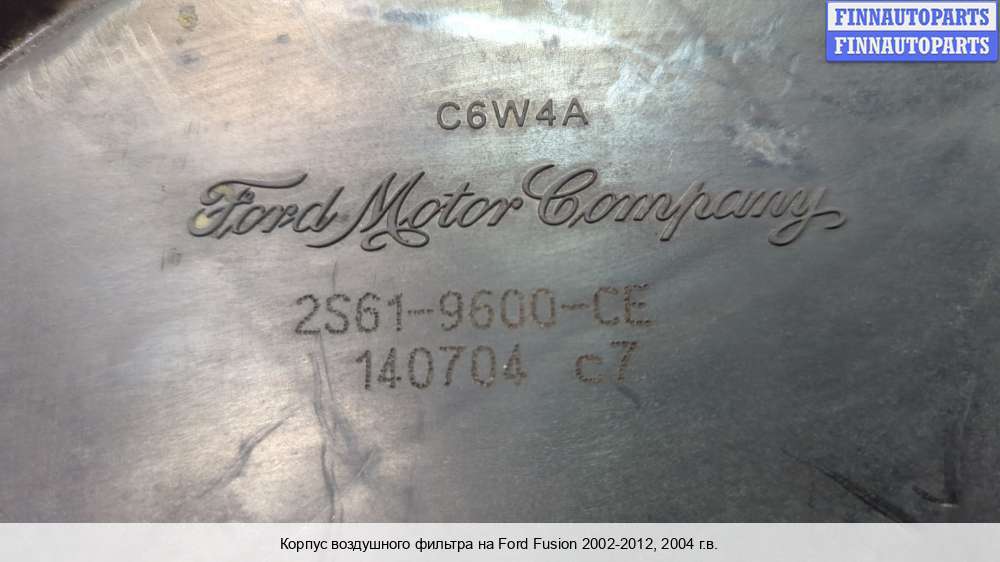 FINNAUTOPARTS
FINNAUTOPARTS
C6W4A
Ford Motor Company
2S61-9600-CE
140704 c7
Корпус воздушного фильтра на Ford Fusion 2002-2012, 2004 г.в.